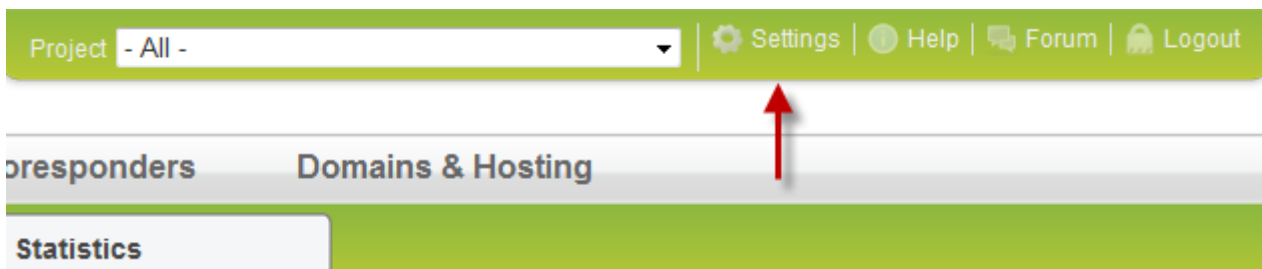 Project - All - Settings | Help | Forum | Logout
oresponders Domains & Hosting
Statistics